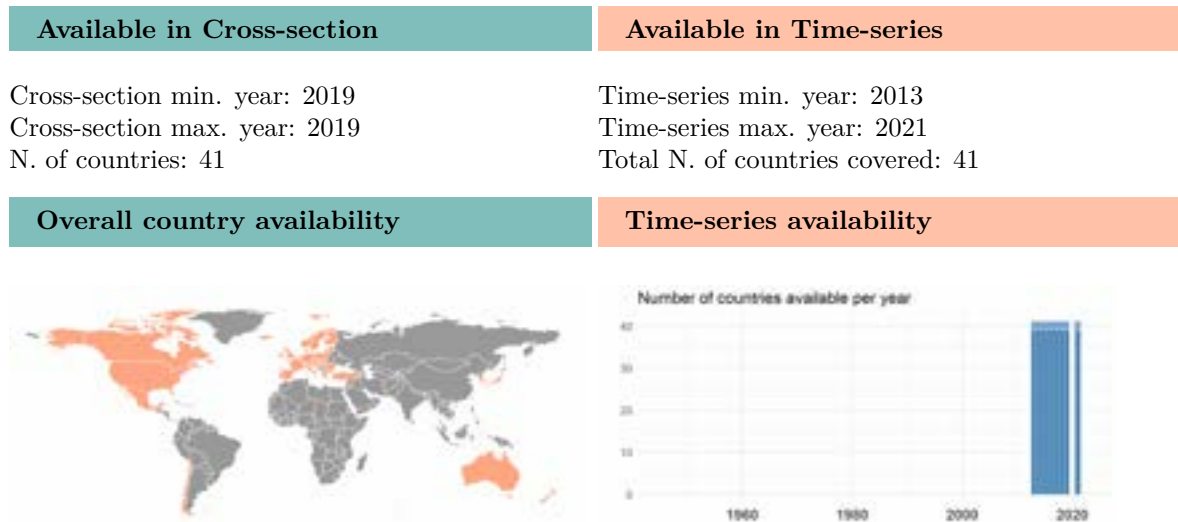 Available in Cross-section
Available in Time-series
Cross-section min. year: 2019
Cross-section max. year: 2019
N. of countries: 41
Time-series min. year: 2013
Time-series max. year: 2021
Total N. of countries covered: 41
Overall country availability
Time-series availability
Number of countries available per year
40
30
20
10
0
1960
1980
2000
2020